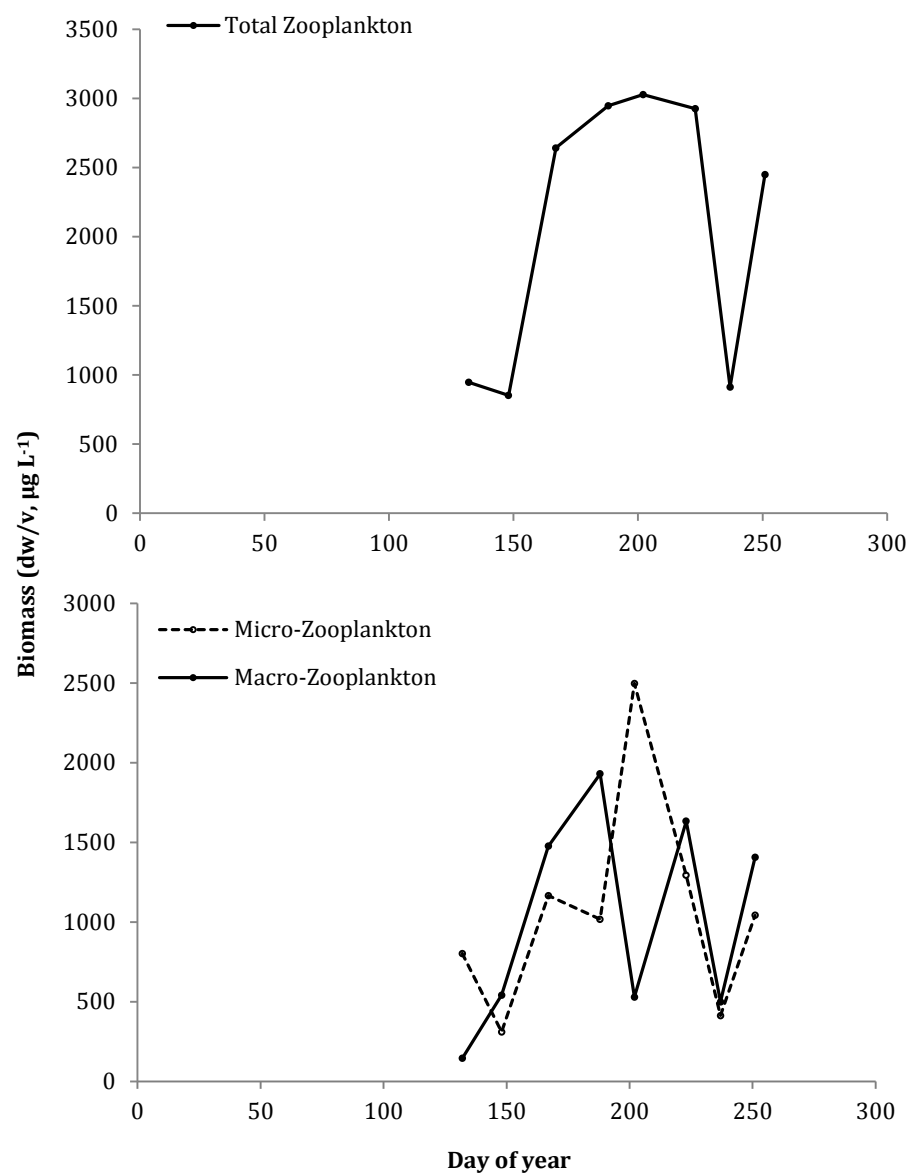 Total Zooplankton
3500
3000
2500
2000
1500
1000
500
0
0 50 100 150 200 250 300
Biomass (dw/v, µg L-1)
3000
2500
2000
1500
1000
500
0
Micro-Zooplankton
Macro-Zooplankton
0 50 100 150 200 250 300
Day of year